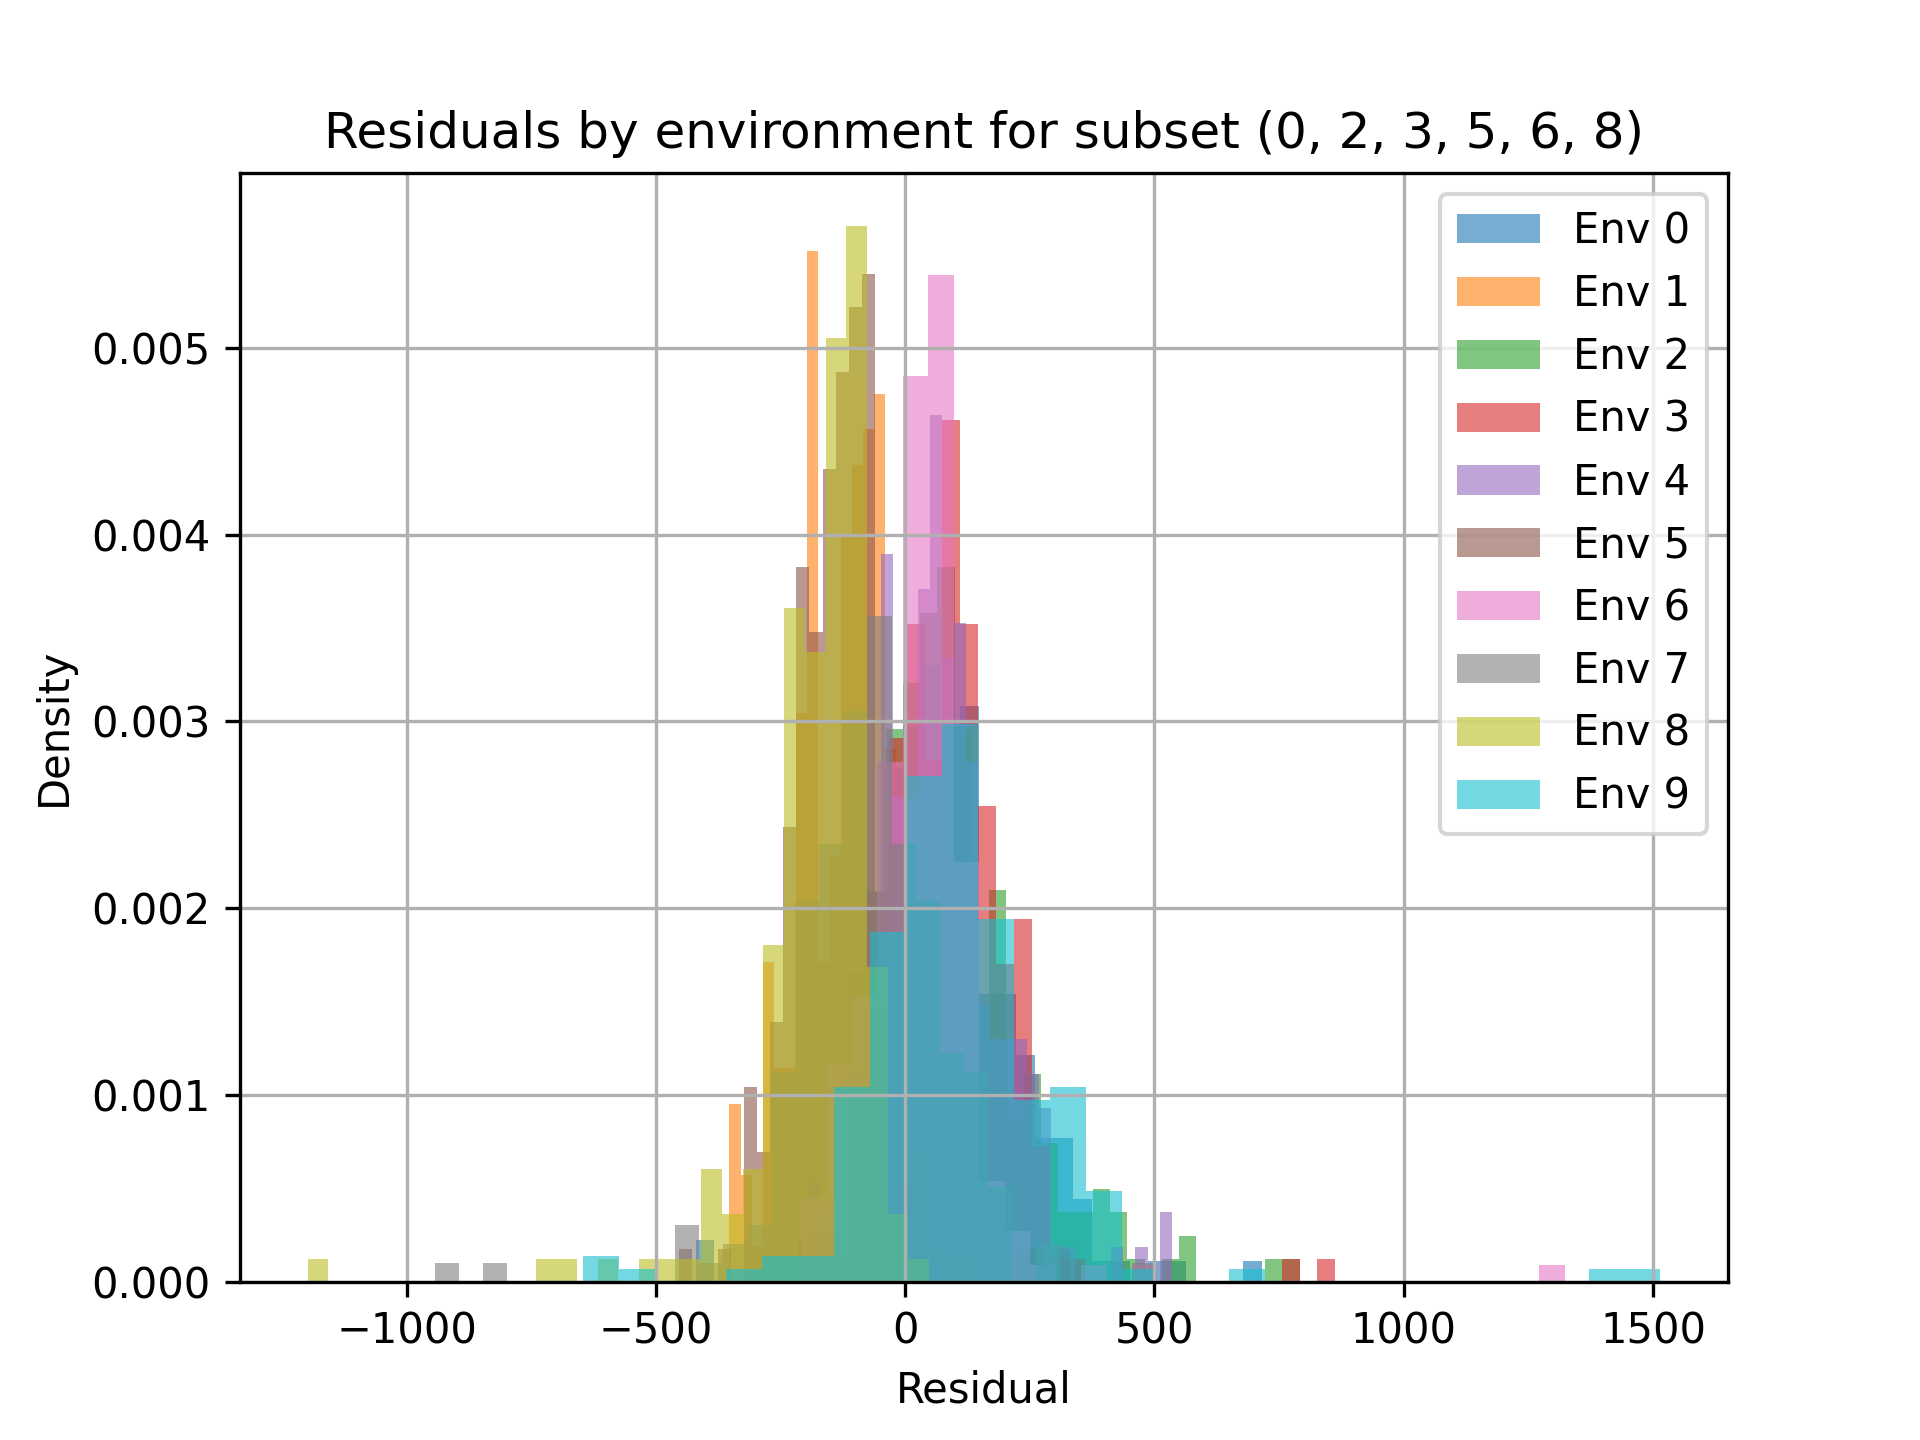 Residuals by environment for subset (0, 2, 3, 5, 6, 8)
Env 0
Env 1
Env 2
Env 3
Env 4
Env 5
Env 6
Env 7
Env 8
Env 9
Density
0.005
0.004
0.003
0.002
0.001
0.000
−1000
−500
0
500
1000
1500
Residual